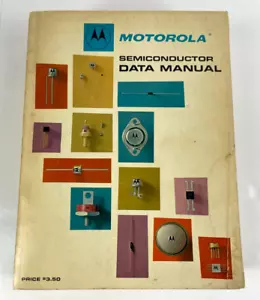 MOTOROLA
SEMICONDUCTOR
DATA MANUAL
PRICE $3.50